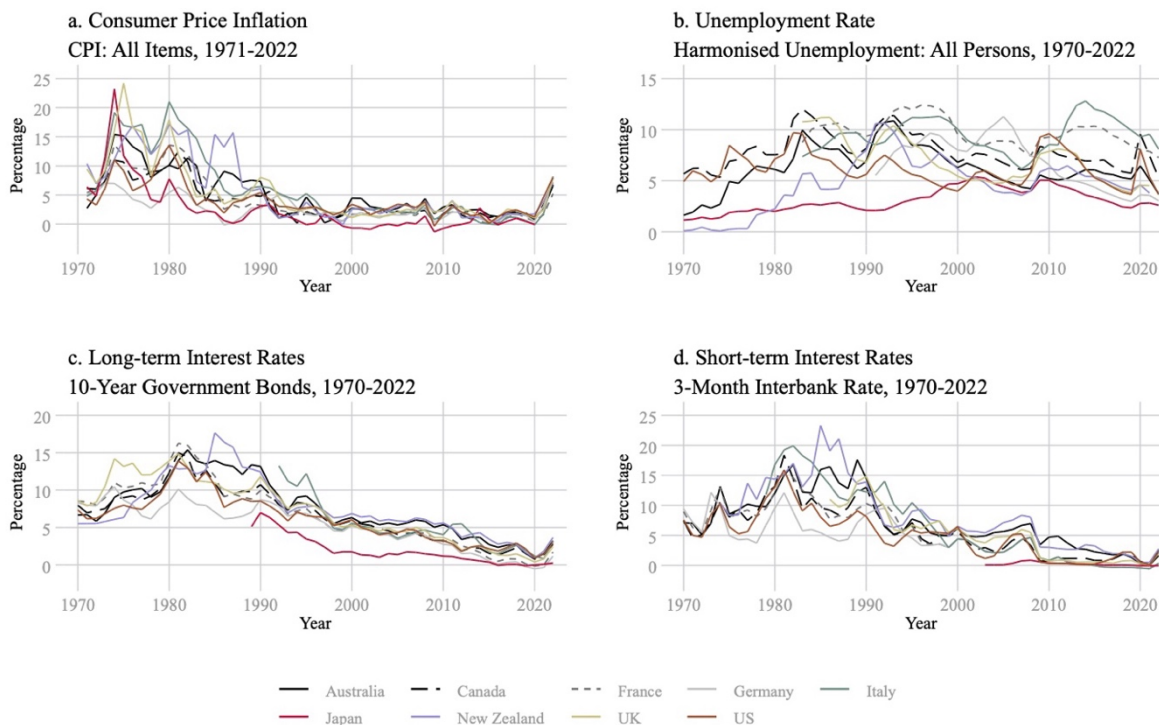 a. Consumer Price Inflation
CPI: All Items, 1971-2022
25
20
15
10
5
0
Percentage
1970 1980 1990 2000 2010 2020
Year
b. Unemployment Rate
Harmonised Unemployment: All Persons, 1970-2022
15
10
5
0
Percentage
1970 1980 1990 2000 2010 2020
Year
c. Long-term Interest Rates
10-Year Government Bonds, 1970-2022
20
15
10
5
0
Percentage
1970 1980 1990 2000 2010 2020
Year
d. Short-term Interest Rates
3-Month Interbank Rate, 1970-2022
25
20
15
10
5
0
Percentage
1970 1980 1990 2000 2010 2020
Year
Australia Canada France Germany Italy
Japan New Zealand UK US